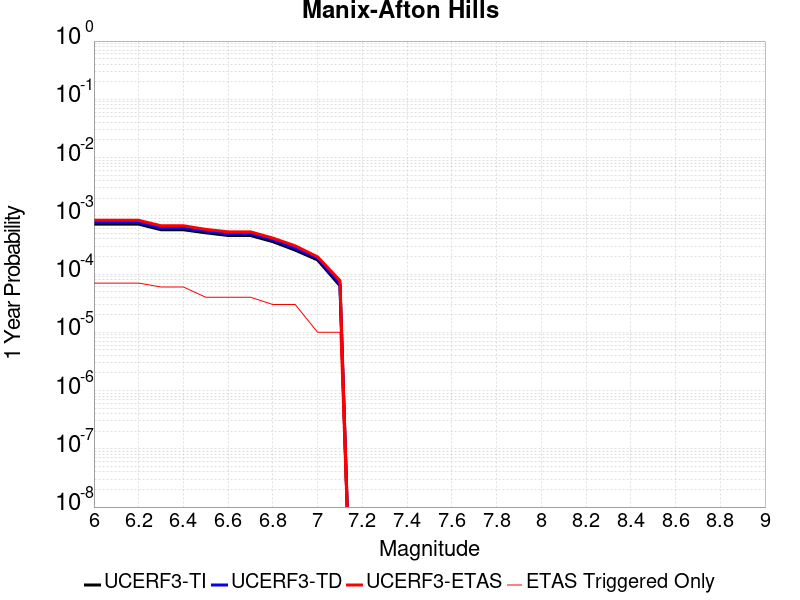 Manix-Afton Hills
10^0
10^-1
10^-2
10^-3
10^-4
10^-5
10^-6
10^-7
10^-8
1 Year Probability
6 6.2 6.4 6.6 6.8 7 7.2 7.4 7.6 7.8 8 8.2 8.4 8.6 8.8 9
Magnitude
UCERF3-TI UCERF3-TD UCERF3-ETAS ETAS Triggered Only